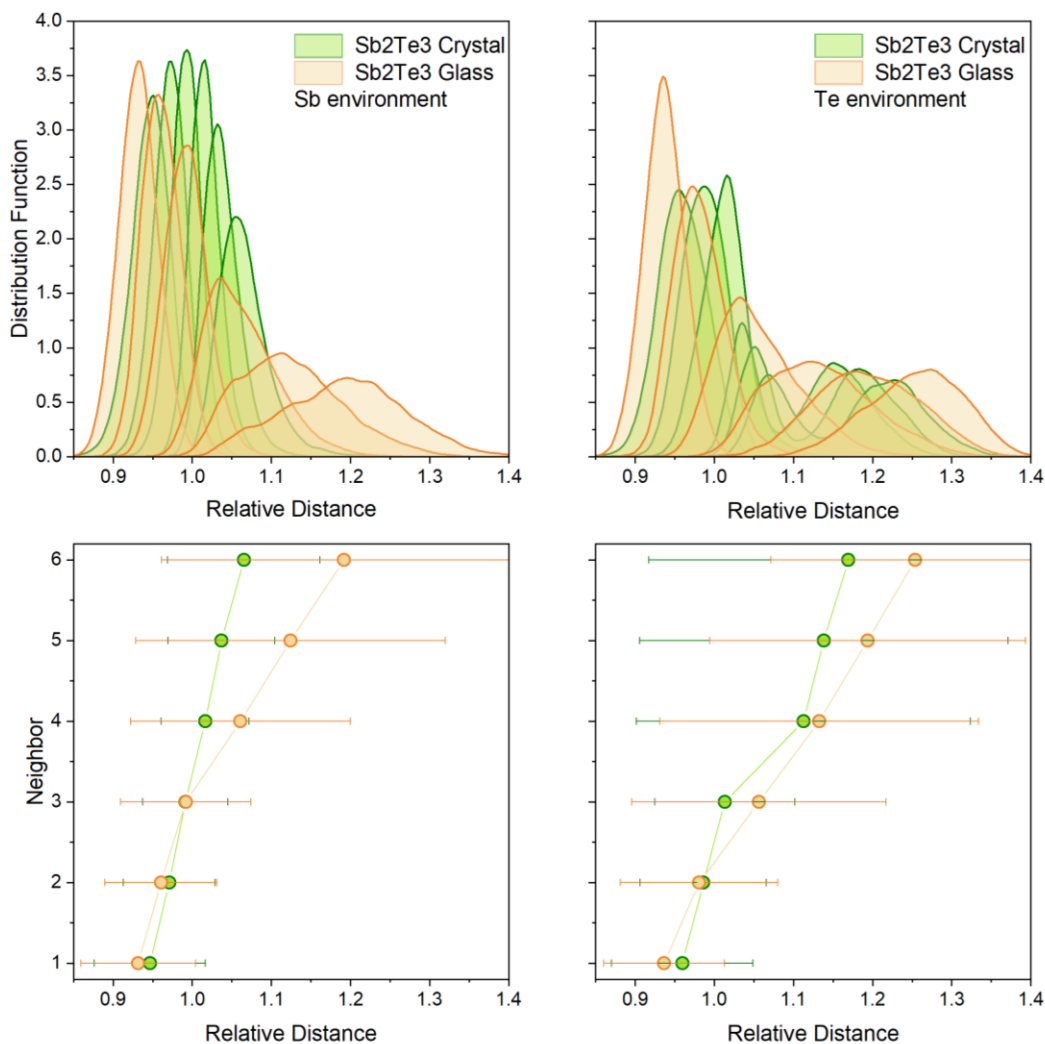 4.0
3.5
3.0
2.5
2.0
1.5
1.0
0.5
0.0
Distribution Function
Sb2Te3 Crystal
Sb2Te3 Glass
Sb environment
0.9 1.0 1.1 1.2 1.3 1.4
Relative Distance
Sb2Te3 Crystal
Sb2Te3 Glass
Te environment
0.9 1.0 1.1 1.2 1.3 1.4
Relative Distance
6
5
4
3
2
1
Neighbor
0.9 1.0 1.1 1.2 1.3 1.4
Relative Distance
0.9 1.0 1.1 1.2 1.3 1.4
Relative Distance